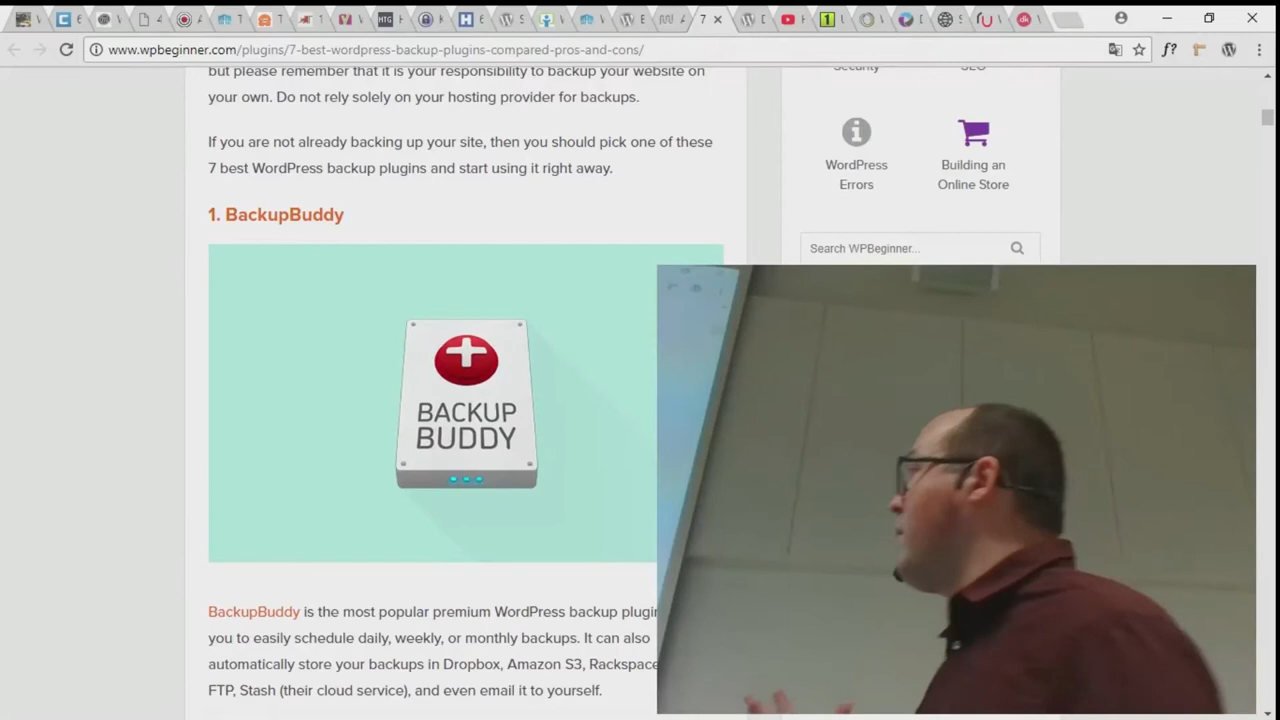 7
www.wpbeginner.com/plugins/7-best-wordpress-backup-plugins-compared-pros-and-cons/
but please remember that it is your responsibility to backup your website on
your own. Do not rely solely on your hosting provider for backups.
If you are not already backing up your site, then you should pick one of these
7 best WordPress backup plugins and start using it right away.
1. BackupBuddy
BACKUP
BUDDY
BackupBuddy is the most popular premium WordPress backup plugin
you to easily schedule daily, weekly, or monthly backups. It can also
automatically store your backups in Dropbox, Amazon S3, Rackspace
FTP, Stash (their cloud service), and even email it to yourself.
Security
SEO
WordPress
Errors
Building an
Online Store
Search WPBeginner...